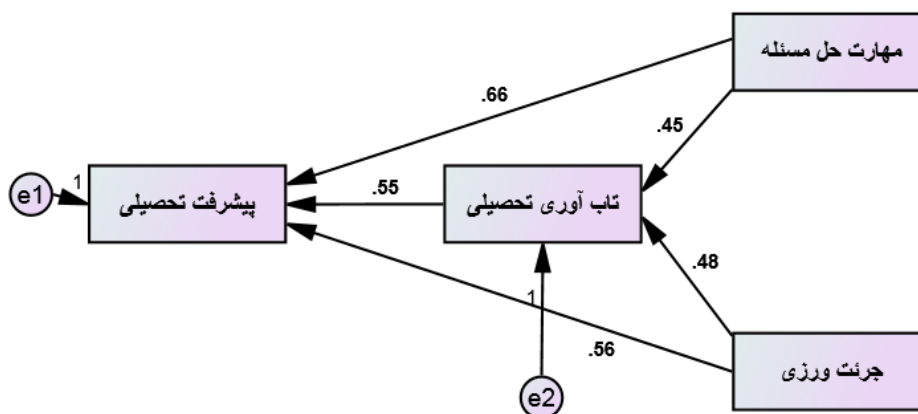 مهارت حل مسئله
.66
.45
پیشرفت تحصیلی
تاب آوری تحصیلی
.55
1
e1
.48
1
.56
جرئت ورزی
e2